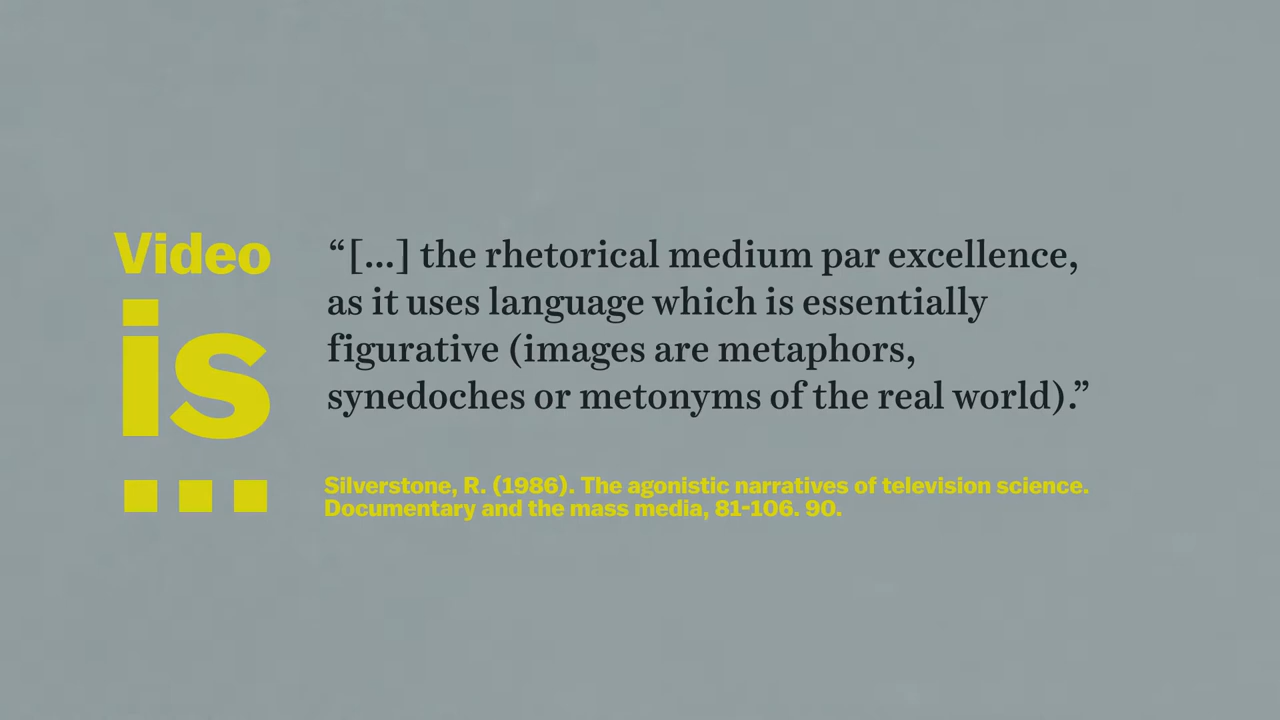 Video
is
...
“[...] the rhetorical medium par excellence,
as it uses language which is essentially
figurative (images are metaphors,
synedoches or metonyms of the real world).”
Silverstone, R. (1986). The agonistic narratives of television science.
Documentary and the mass media, 81-106. 90.